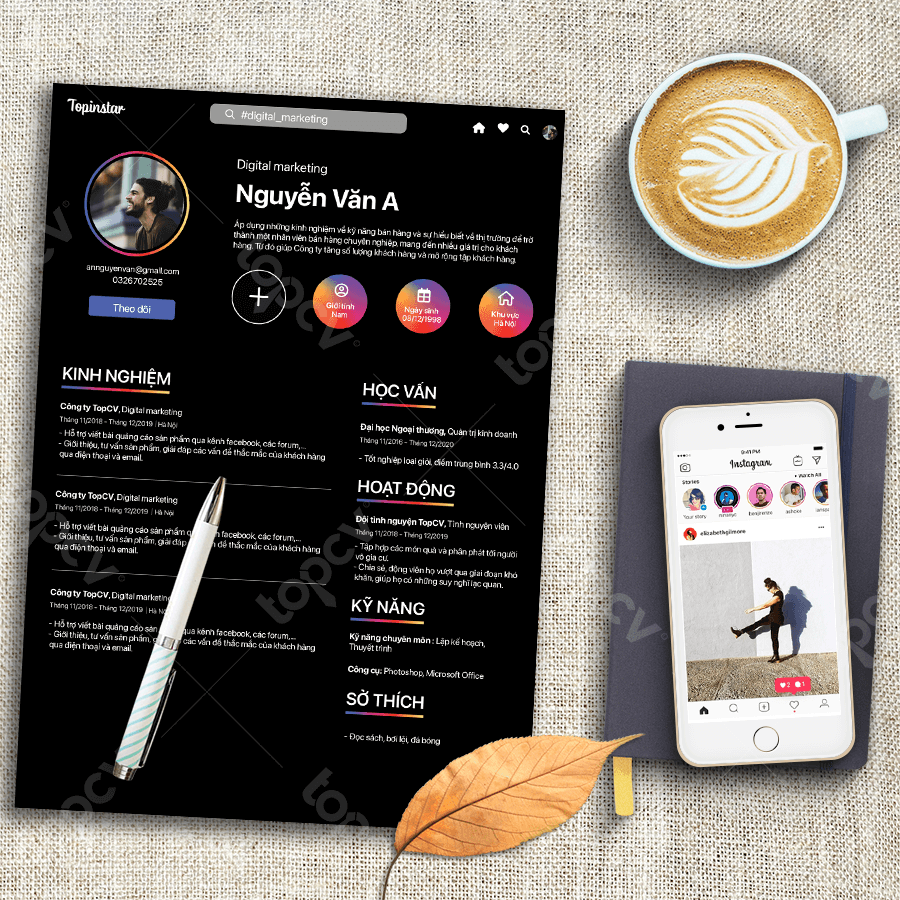 Topinstar
#digital_marketing
Digital marketing
Nguyễn Văn A
Áp dụng những kinh nghiệm về kỹ năng bán hàng và sự hiểu biết về thị trường để trở
thành một nhân viên bán hàng chuyên nghiệp, mang đến nhiều giá trị cho khách
hàng. Từ đó giúp Công ty tăng số lượng khách hàng và mở rộng tập khách hàng.
annguyenvan@gmail.com
0326702525
Theo dõi
Giới tính
Nam
Ngày sinh
08/12/1998
Khu vực
Hà Nội
KINH NGHIỆM
Công ty TopCV, Digital marketing
Tháng 11/2018 - Tháng 12/2019 | Hà Nội
- Hỗ trợ viết bài quảng cáo sản phẩm qua kênh facebook, các forum,...
- Giới thiệu, tư vấn sản phẩm, giải đáp các vấn đề thắc mắc của khách hàng
qua điện thoại và email.
Công ty TopCV, Digital marketing
Tháng 11/2018 - Tháng 12/2019 | Hà Nội
- Hỗ trợ viết bài quảng cáo sản phẩm qua kênh facebook, các forum,...
- Giới thiệu, tư vấn sản phẩm, giải đáp các vấn đề thắc mắc của khách hàng
qua điện thoại và email.
Công ty TopCV, Digital marketing
Tháng 11/2018 - Tháng 12/2019 | Hà Nội
- Hỗ trợ viết bài quảng cáo sản phẩm qua kênh facebook, các forum,...
- Giới thiệu, tư vấn sản phẩm, các vấn đề thắc mắc của khách hàng
qua điện thoại và email.
HỌC VẤN
Đại học Ngoại thương, Quản trị kinh doanh
Tháng 11/2016 - Tháng 12/2020
- Tốt nghiệp loại giỏi, điểm trung bình 3.3/4.0
HOẠT ĐỘNG
Đội tình nguyện TopCV, Tình nguyện viên
Tháng 11/2018 - Tháng 12/2019
- Tập hợp các món quà và phân phát tới người
vô gia cư.
- Chia sẻ, động viên họ vượt qua giai đoạn khó
khăn, giúp họ có những suy nghĩ lạc quan.
KỸ NĂNG
Kỹ năng chuyên môn : Lập kế hoạch,
Thuyết trình
Công cụ: Photoshop, Microsoft Office
SỞ THÍCH
- Đọc sách, bơi lội, đá bóng
9:41 PM
Instagram
Stories
Watch All
Your story
benjirenzo
ashoos
elizabethgilmore
2 1
topcv
topcv
topcv
topcv